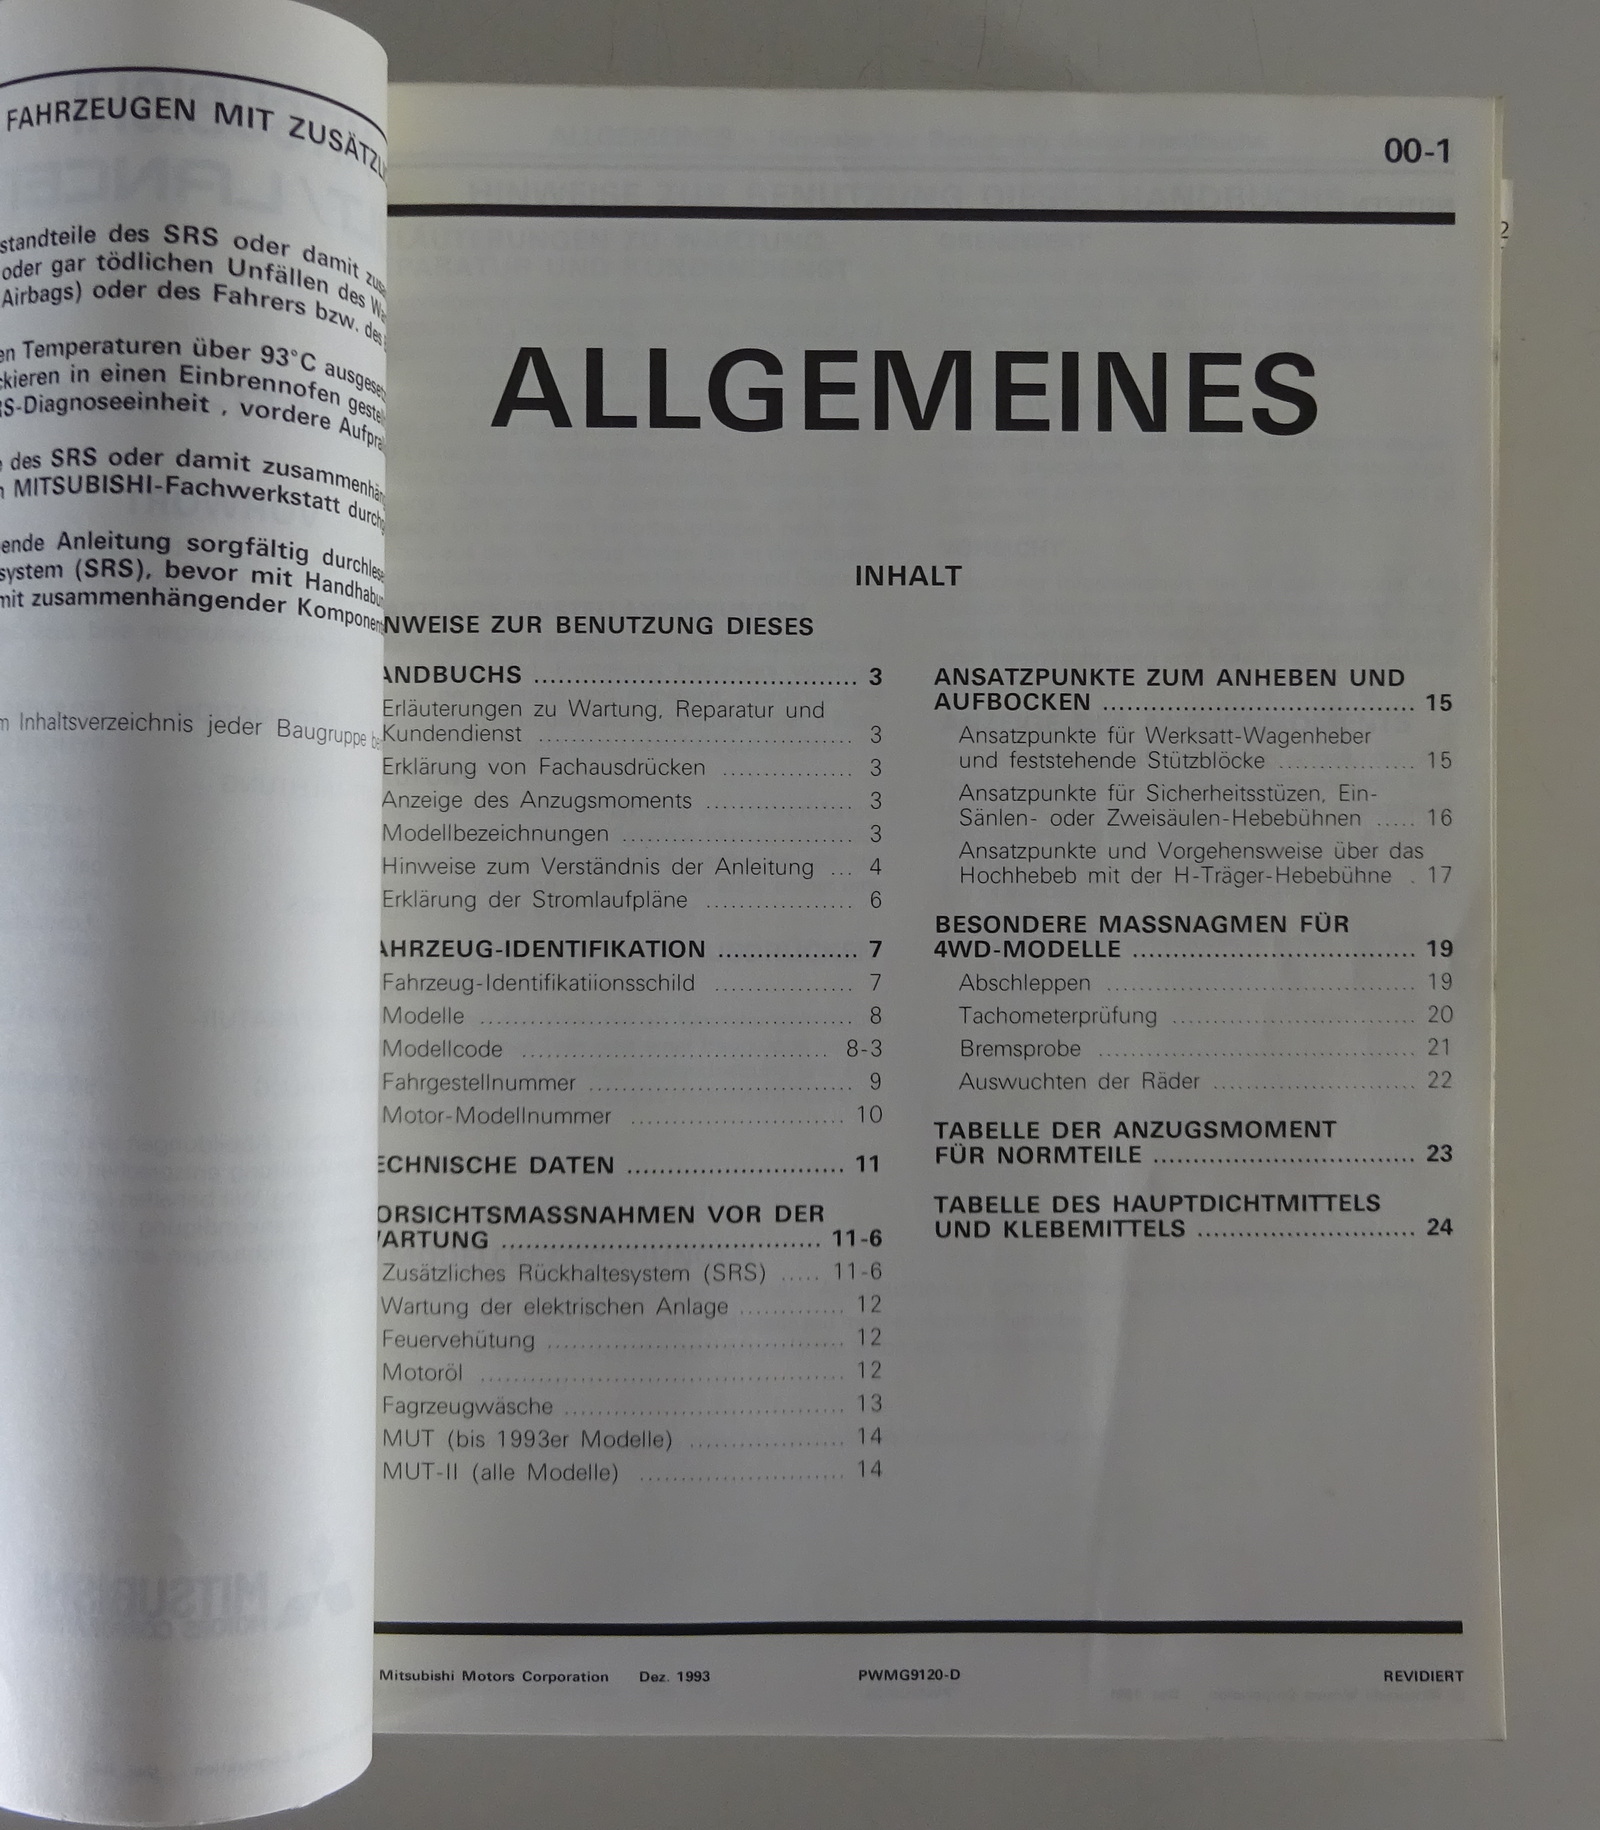 FAHRZEUGEN MIT
standteile des SRS oder damit
oder gar tödlichen Unfällen des
Airbags) oder des Fahrers bzw. des
Temperaturen über 93°C
in einen Einbrennofen
vordere
des SRS oder damit
MITSUBISHI-Fachwerkstatt
Anleitung sorgfältig
(SRS), bevor mit
zusammenhängender
Inhaltsverzeichnis jeder Baugruppe
00-1
ALLGEMEINES
INHALT
NWEISE ZUR BENUTZUNG DIESES
ANDBUCHS ........ 3
Erläuterungen zu Wartung, Reparatur und
Kundendienst ........ 3
Erklärung von Fachausdrücken ........ 3
Anzeige des Anzugsmoments ........ 3
Modellbezeichnungen ........ 3
Hinweise zum Verständnis der Anleitung ... 4
Erklärung der Stromlaufpläne ........ 6
AHRZEUG-IDENTIFIKATION ........ 7
Fahrzeug-Identifikatiionsschild ........ 7
Modelle ........ 8
Modellcode ........ 8-3
Fahrgestellnummer ........ 9
Motor-Modellnummer ........ 10
ECHNISCHE DATEN ........ 11
ORSICHTSMASSNAHMEN VOR DER
ARTUNG ........ 11-6
Zusätzliches Rückhaltesystem (SRS) ..... 11-6
Wartung der elektrischen Anlage ........ 12
Feuervehütung ........ 12
Motoröl ........ 12
Fagrzeugwäsche ........ 13
MUT (bis 1993er Modelle) ........ 14
MUT-II (alle Modelle) ........ 14
ANSATZPUNKTE ZUM ANHEBEN UND
AUFBOCKEN ........ 15
Ansatzpunkte für Werksatt-Wagenheber
und feststehende Stützblöcke ........ 15
Ansatzpunkte für Sicherheitsstüzen, Ein-
Sänlen- oder Zweisäulen-Hebebühnen ..... 16
Ansatzpunkte und Vorgehensweise über das
Hochhebeb mit der H-Träger-Hebebühne . 17
BESONDERE MASSNAGMEN FÜR
4WD-MODELLE ........ 19
Abschleppen ........ 19
Tachometerprüfung ........ 20
Bremsprobe ........ 21
Auswuchten der Räder ........ 22
TABELLE DER ANZUGSMOMENT
FÜR NORMTEILE ........ 23
TABELLE DES HAUPTDICHTMITTELS
UND KLEBEMITTELS ........ 24
Mitsubishi Motors Corporation Dez. 1993 PWMG9120-D REVIDIERT